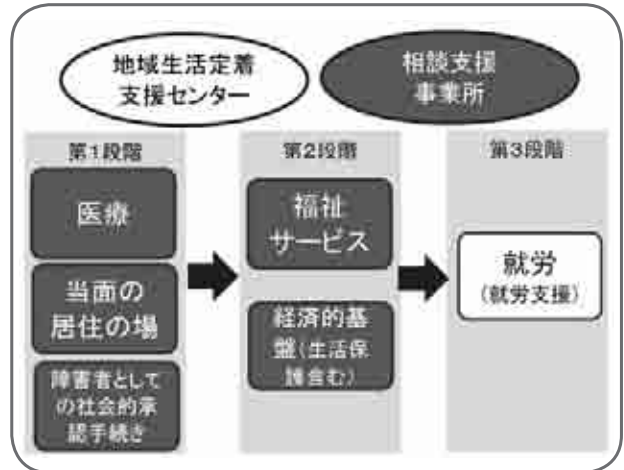 地域生活定着
支援センター
相談支援
事業所
第1段階
医療
当面の
居住の場
障害者として
の社会的承
認手続き
第2段階
福祉
サービス
経済的基
盤(生活保
護含む)
第3段階
就労
(就労支援)